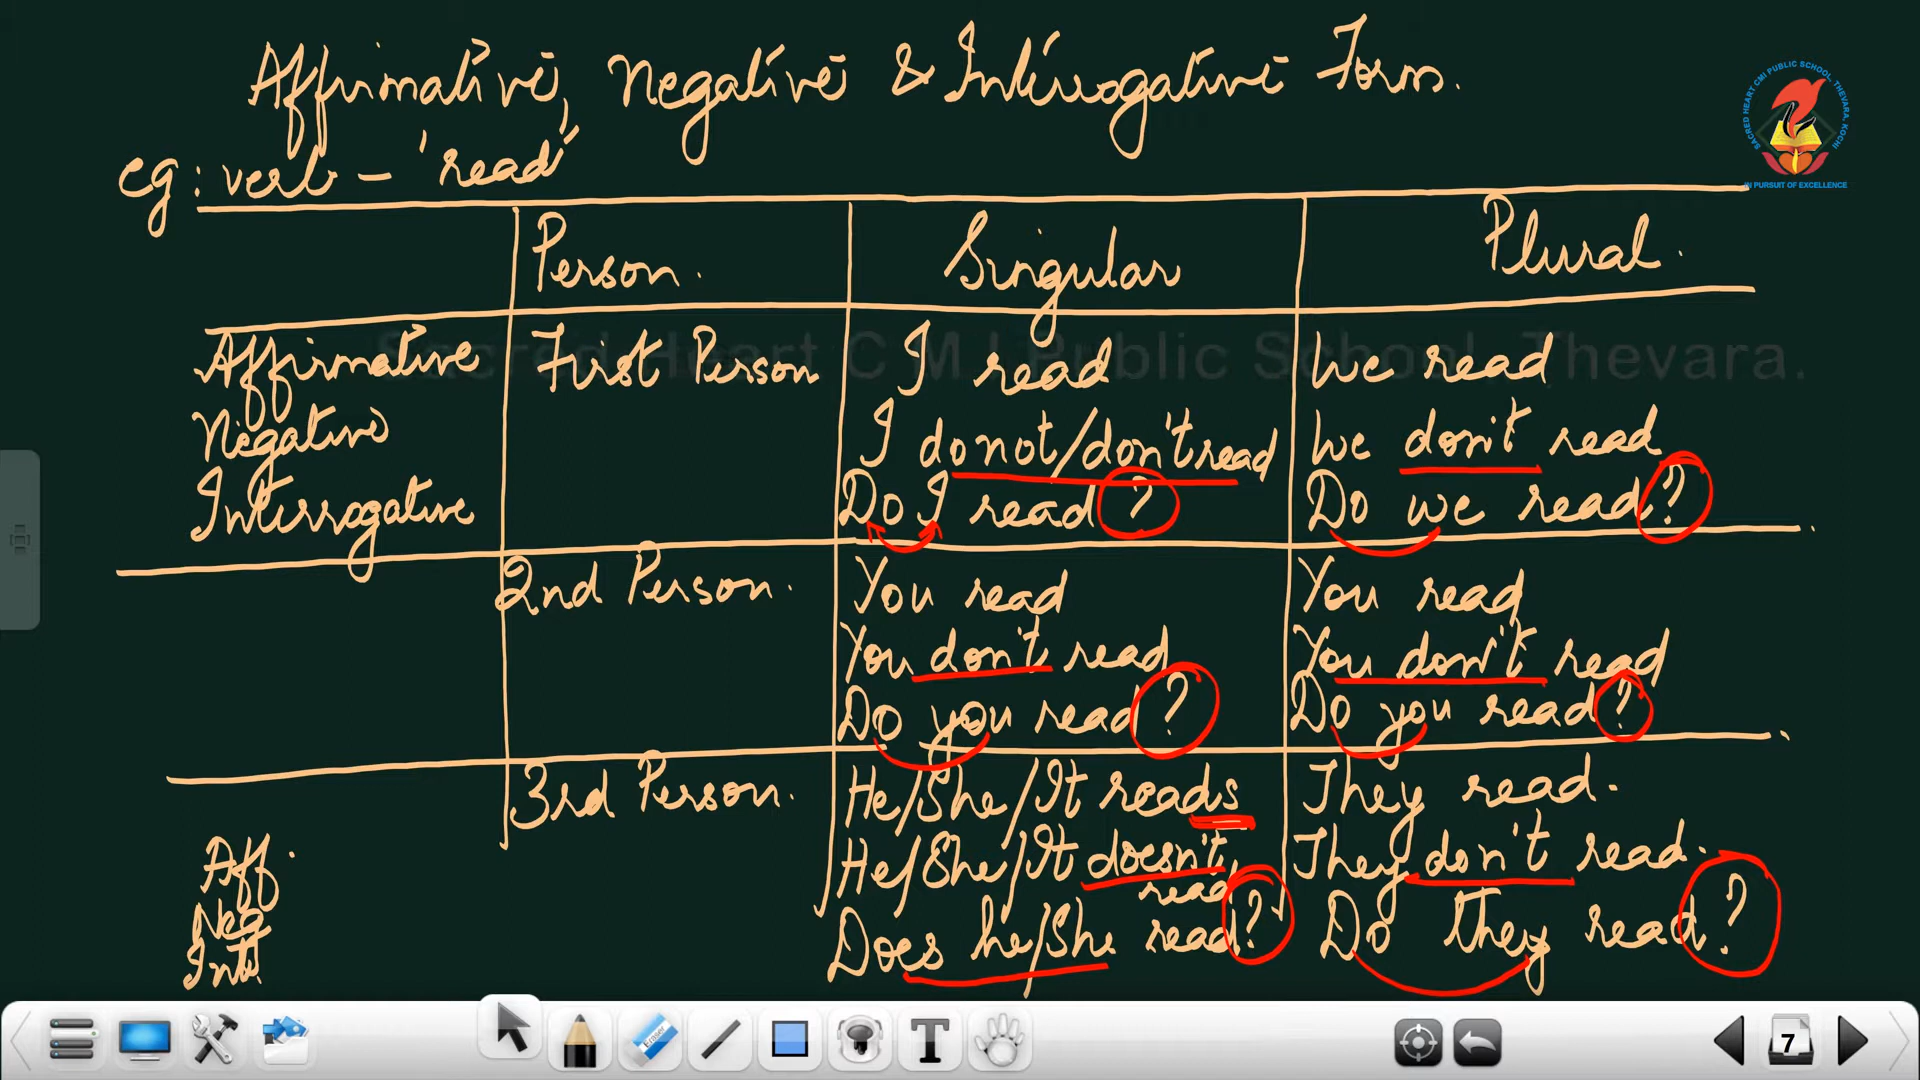 Affirmative, Negative & Interrogative Form.
eg: verb - 'read'
SACRED HEART CMI PUBLIC SCHOOL, THEVARA, KOCHI
IN PURSUIT OF EXCELLENCE
Person. Singular Plural.
Sacred Heart C M I Public School, Thevara.
Affirmative First Person I read We read
Negative I do not/don't read We don't read
Interrogative Do I read? Do we read?
2nd Person. You read You read
You don't read You don't read
Do you read? Do you read?
3rd Person. He/She/It reads They read.
Aff. He/She/It doesn't read They don't read.
Neg
Int Does he/She read? Do they read?
Eraser
T
7